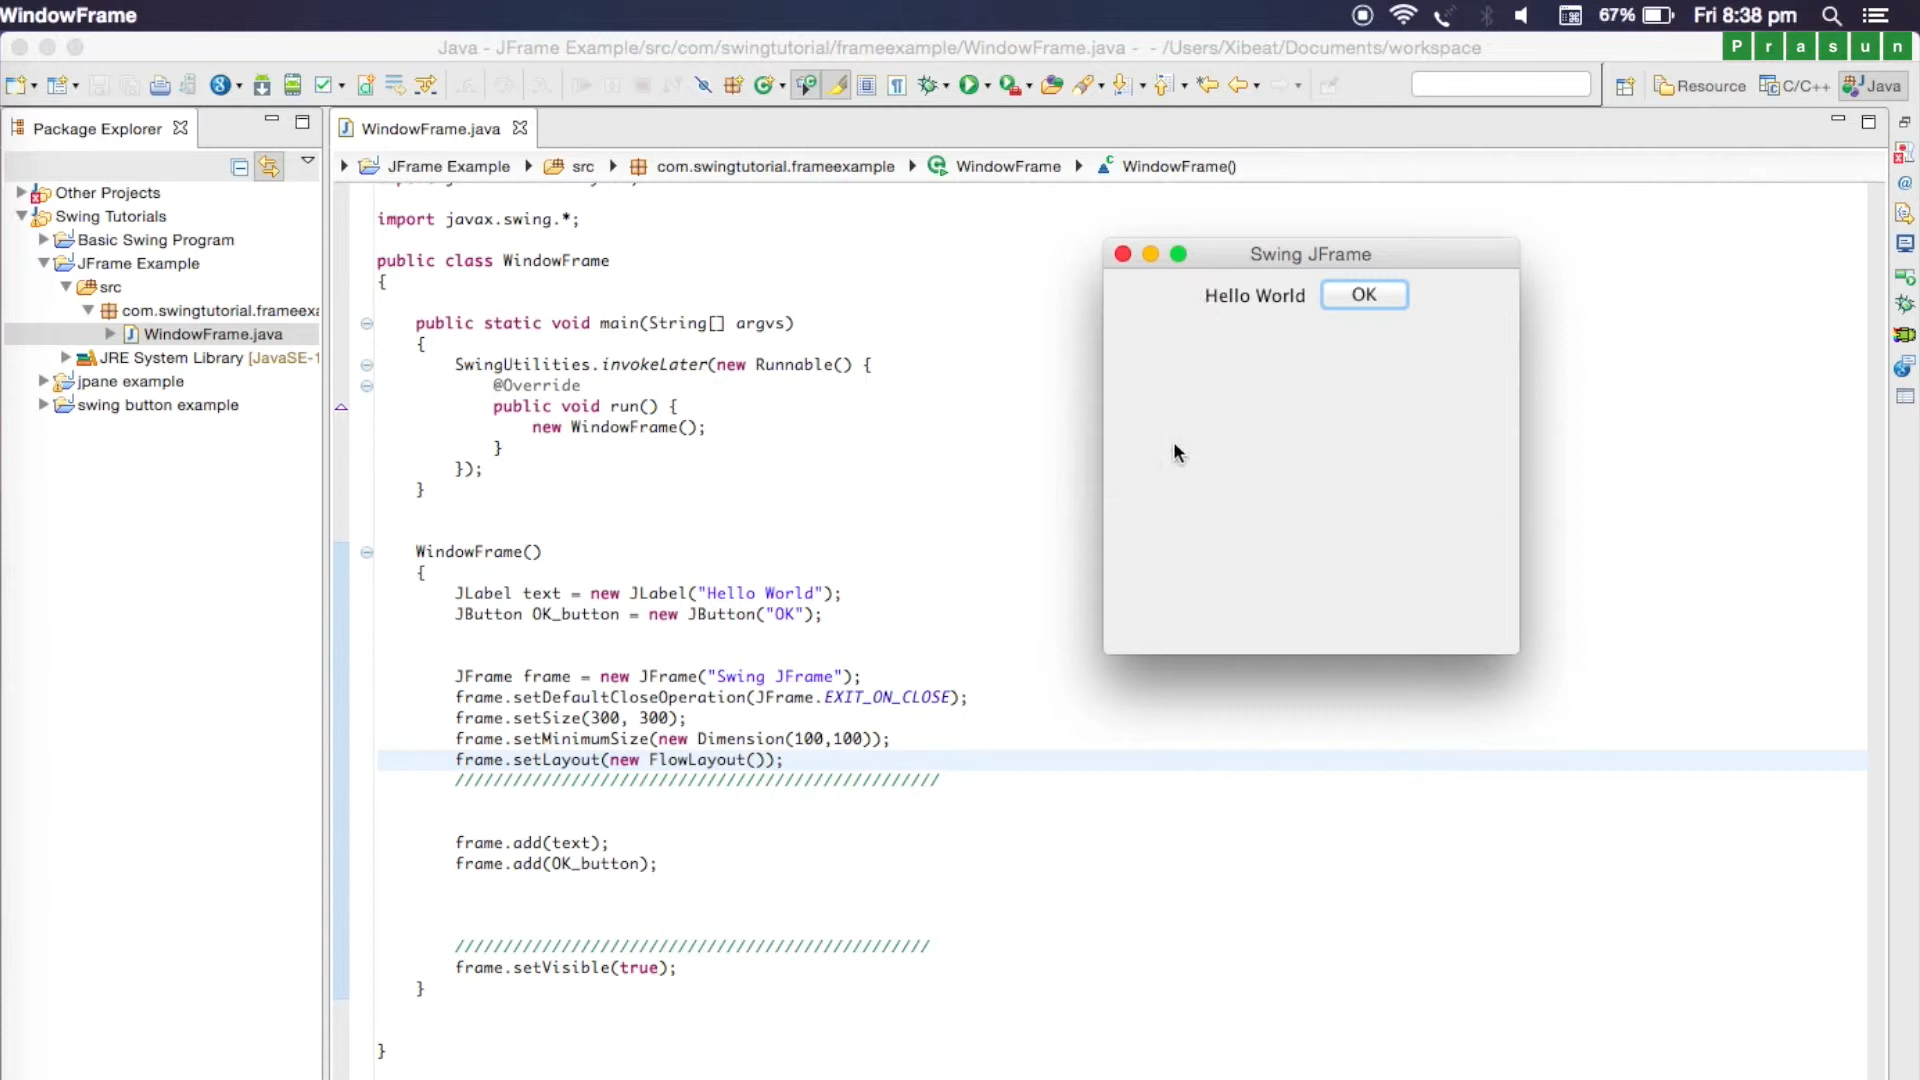 WindowFrame
67%
Fri 8:38 pm
Java - JFrame Example/src/com/swingtutorial/frameexample/WindowFrame.java - - /Users/Xibeat/Documents/workspace
P r a s u n
Resource
C/C++
Java
Package Explorer
WindowFrame.java
JFrame Example
src
com.swingtutorial.frameexample
WindowFrame
WindowFrame()
Other Projects
Swing Tutorials
Basic Swing Program
JFrame Example
src
com.swingtutorial.frameexa
WindowFrame.java
JRE System Library [JavaSE-1
jpane example
swing button example
import javax.swing.*;
public class WindowFrame
{
public static void main(String[] argvs)
{
SwingUtilities.invokeLater(new Runnable() {
@Override
public void run() {
new WindowFrame();
}
});
}
WindowFrame()
{
JLabel text = new JLabel("Hello World");
JButton OK_button = new JButton("OK");
JFrame frame = new JFrame("Swing JFrame");
frame.setDefaultCloseOperation(JFrame.EXIT_ON_CLOSE);
frame.setSize(300, 300);
frame.setMinimumSize(new Dimension(100,100));
frame.setLayout(new FlowLayout());
//////////////////////////////////////////////////
frame.add(text);
frame.add(OK_button);
/////////////////////////////////////////////////
frame.setVisible(true);
}
}
Swing JFrame
Hello World
OK